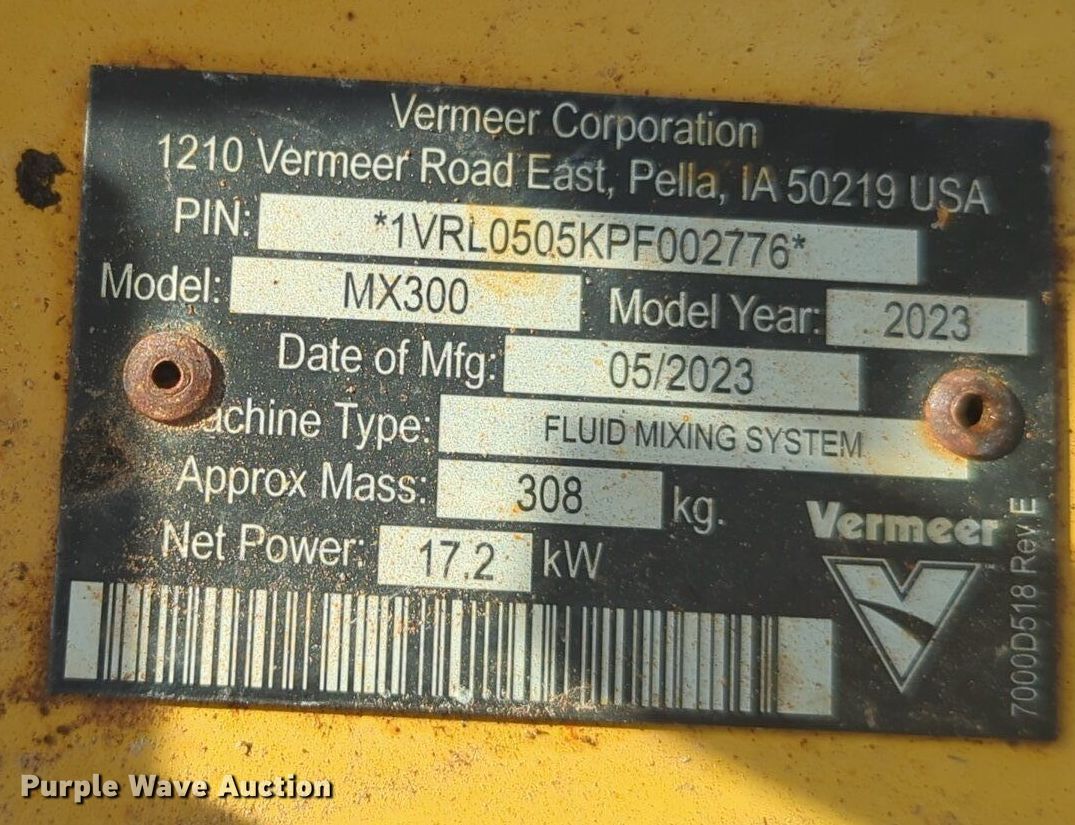 Vermeer Corporation
1210 Vermeer Road East, Pella, IA 50219 USA
PIN: *1VRL0505KPF002776*
Model: MX300 Model Year: 2023
Date of Mfg: 05/2023
Machine Type: FLUID MIXING SYSTEM
Approx Mass: 308 kg.
Net Power: 17.2 kW
Vermeer
7000D518 Rev E
Purple Wave Auction